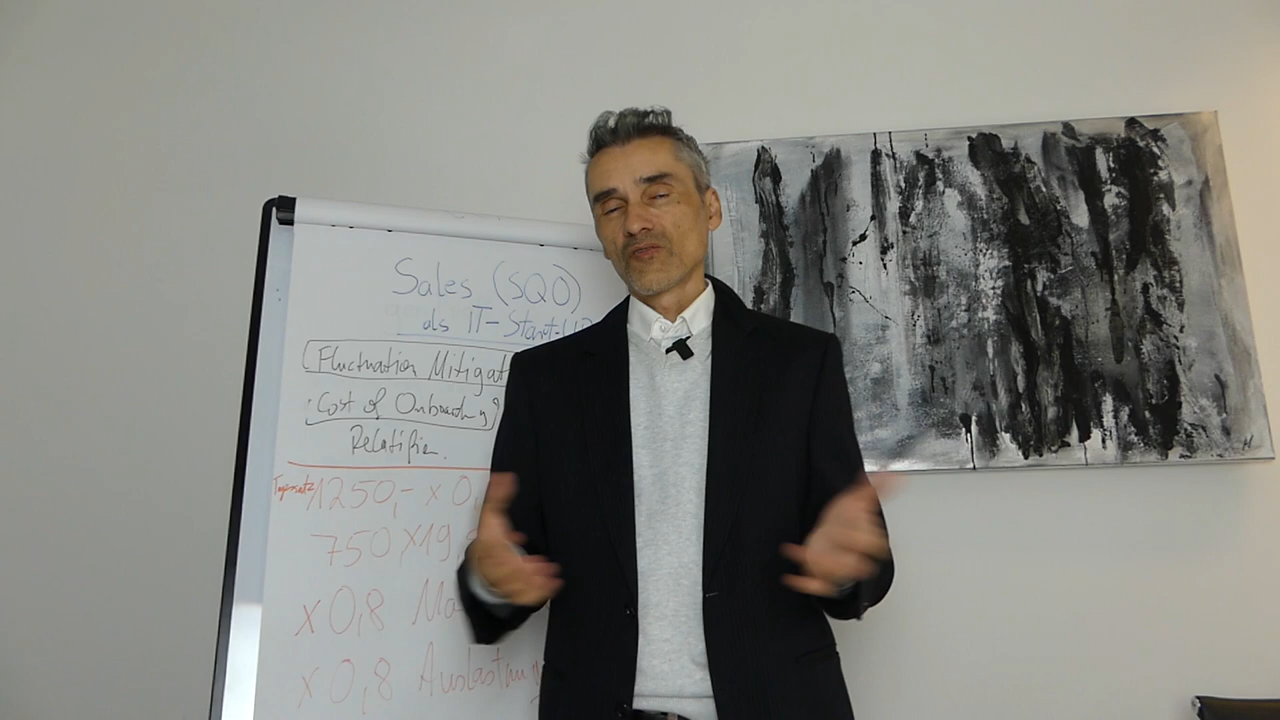 Sales (SQO)
als IT-Start-UP
Fluctuation Mitigat
Cost of Onboarding
Tagessatz 1250,- x 0,
750 x 19,
x 0,8 Ma
x 0,8 Auslastung